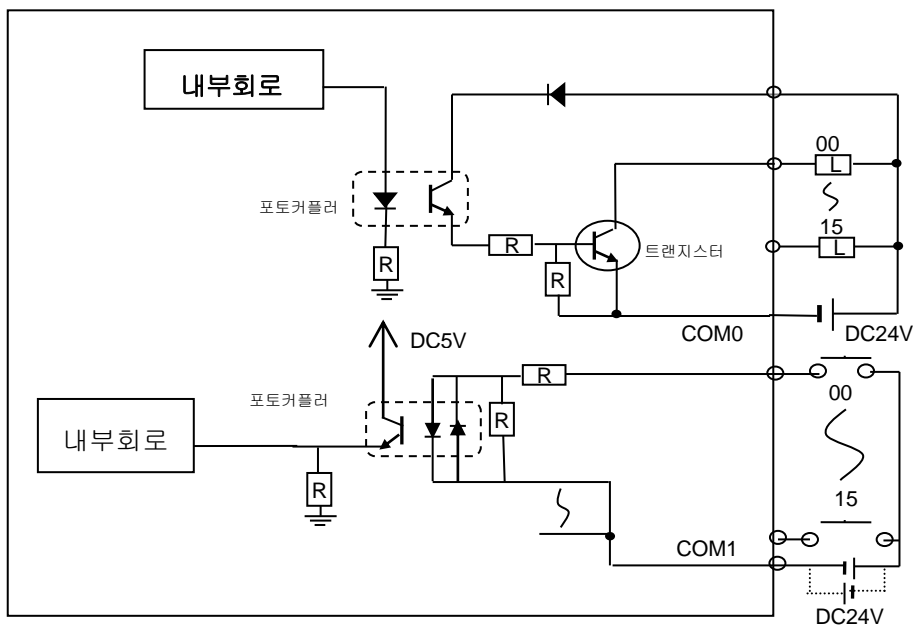 내부회로
00
L
포토커플러
15
R
트랜지스터
L
R
R
COM0
DC24V
DC5V
R
00
포토커플러
R
내부회로
R
15
COM1
DC24V